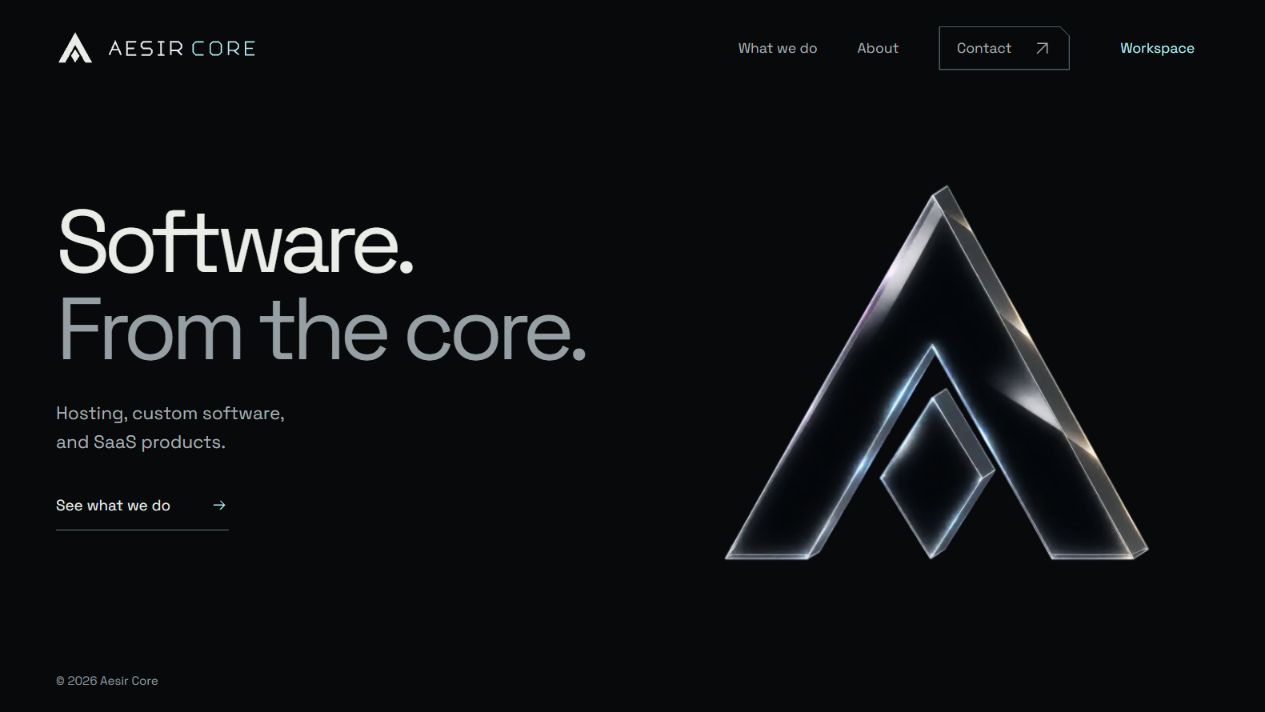 AESIR CORE
What we do
About
Contact
Workspace
Software.
From the core.
Hosting, custom software,
and SaaS products.
See what we do
© 2026 Aesir Core